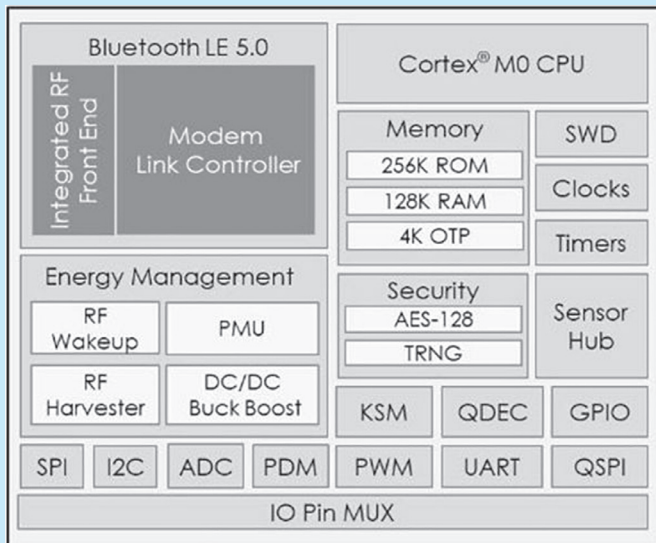 Bluetooth LE 5.0
Integrated RF
Front End
Modem
Link Controller
Cortex® M0 CPU
Memory
256K ROM
128K RAM
4K OTP
SWD
Clocks
Timers
Energy Management
RF
Wakeup
PMU
RF
Harvester
DC/DC
Buck Boost
Security
AES-128
TRNG
Sensor
Hub
KSM
QDEC
GPIO
SPI
I2C
ADC
PDM
PWM
UART
QSPI
IO Pin MUX